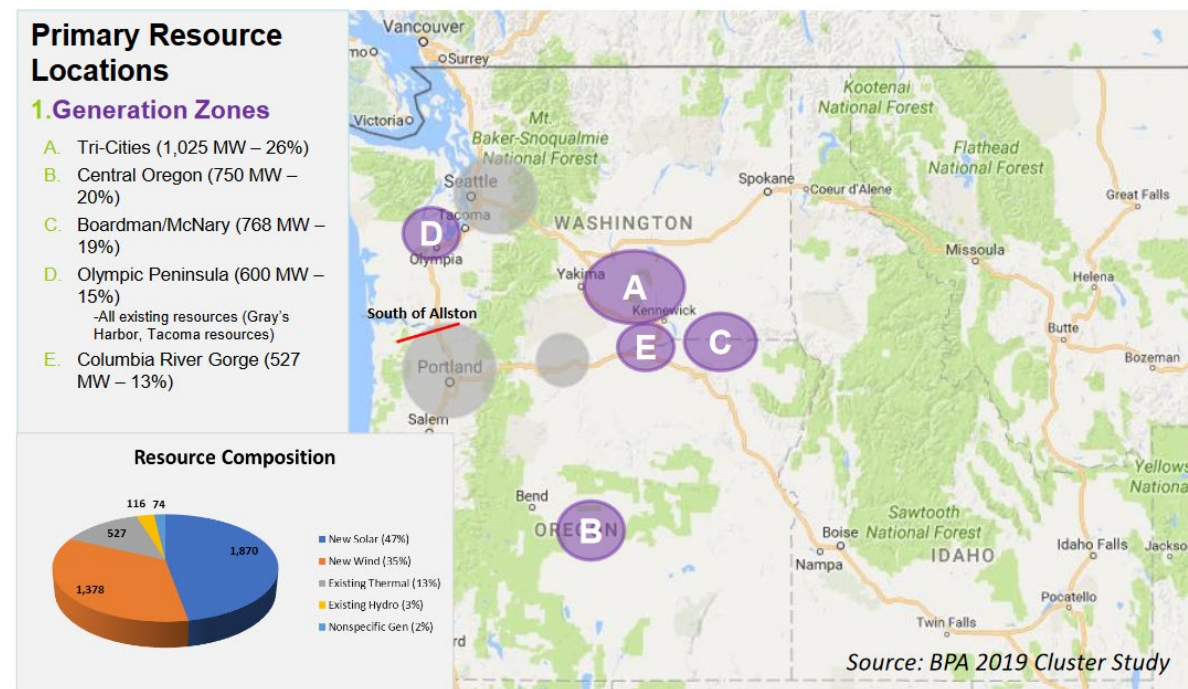 Primary Resource
Locations
1.Generation Zones
A. Tri-Cities (1,025 MW – 26%)
B. Central Oregon (750 MW –
20%)
C. Boardman/McNary (768 MW –
19%)
D. Olympic Peninsula (600 MW –
15%)
-All existing resources (Gray's
Harbor, Tacoma resources)
E. Columbia River Gorge (527
MW – 13%)
Resource Composition
116
74
527
1,870
1,378
New Solar (47%)
New Wind (35%)
Existing Thermal (13%)
Existing Hydro (3%)
Nonspecific Gen (2%)
Vancouver
mo
Surrey
Victoria
Mt.
Baker-Snoqualmie
National Forest
Kootenai
National Forest
Flathead
National Forest
Seattle
Spokane
Coeur d'Alene
Great Falls
Tacoma
WASHINGTON
D
Olympia
Missoula
Yakima
A
Helena
Kennewick
South of Allston
Butte
E
C
Bozeman
Portland
Salem
Yellows
Nationa
Bend
OREGON
B
Sawtooth
National Forest
Boise
IDAHO
Idaho Falls
Jackso
Nampa
Pocatello
Twin Falls
rd
Source: BPA 2019 Cluster Study